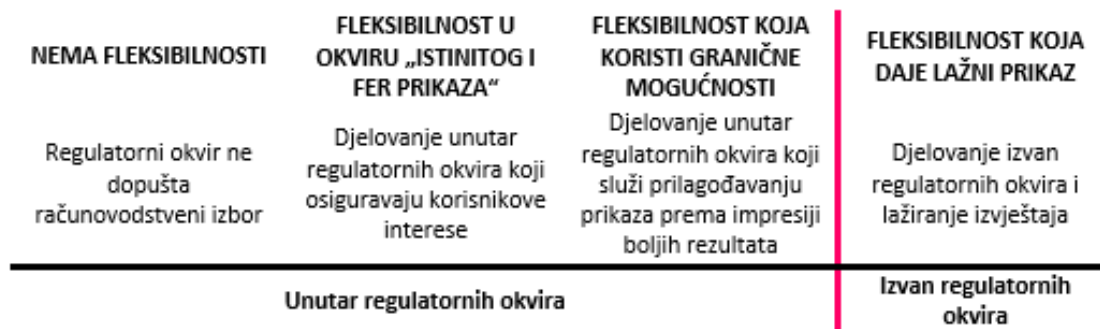 NEMA FLEKSIBILNOSTI
Regulatorni okvir ne
dopušta
računovodstveni izbor
FLEKSIBILNOST U
OKVIRU „ISTINITOG I
FER PRIKAZA“
Djelovanje unutar
regulatornih okvira koji
osiguravaju korisnikove
interese
FLEKSIBILNOST KOJA
KORISTI GRANIČNE
MOGUĆNOSTI
Djelovanje unutar
regulatornih okvira koji
služi prilagođavanju
prikaza prema impresiji
boljih rezultata
FLEKSIBILNOST KOJA
DAJE LAŽNI PRIKAZ
Djelovanje izvan
regulatornih okvira i
lažiranje izvještaja
Unutar regulatornih okvira
Izvan regulatornih
okvira